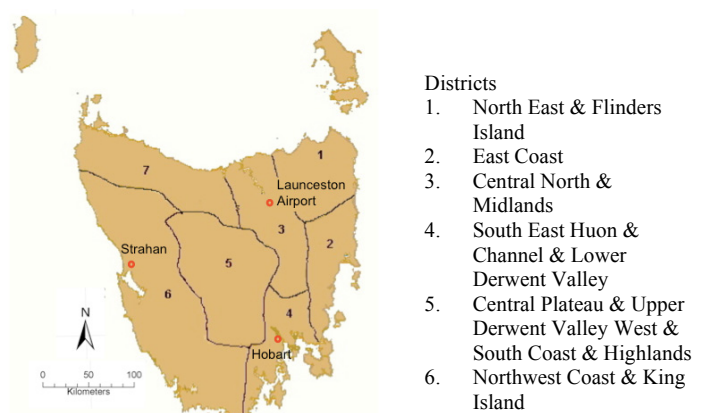 1
7
Launceston
Airport
3
2
Strahan
5
6
4
N
Hobart
0 50 100
Kilometers
Districts
1. North East & Flinders
Island
2. East Coast
3. Central North &
Midlands
4. South East Huon &
Channel & Lower
Derwent Valley
5. Central Plateau & Upper
Derwent Valley West &
South Coast & Highlands
6. Northwest Coast & King
Island